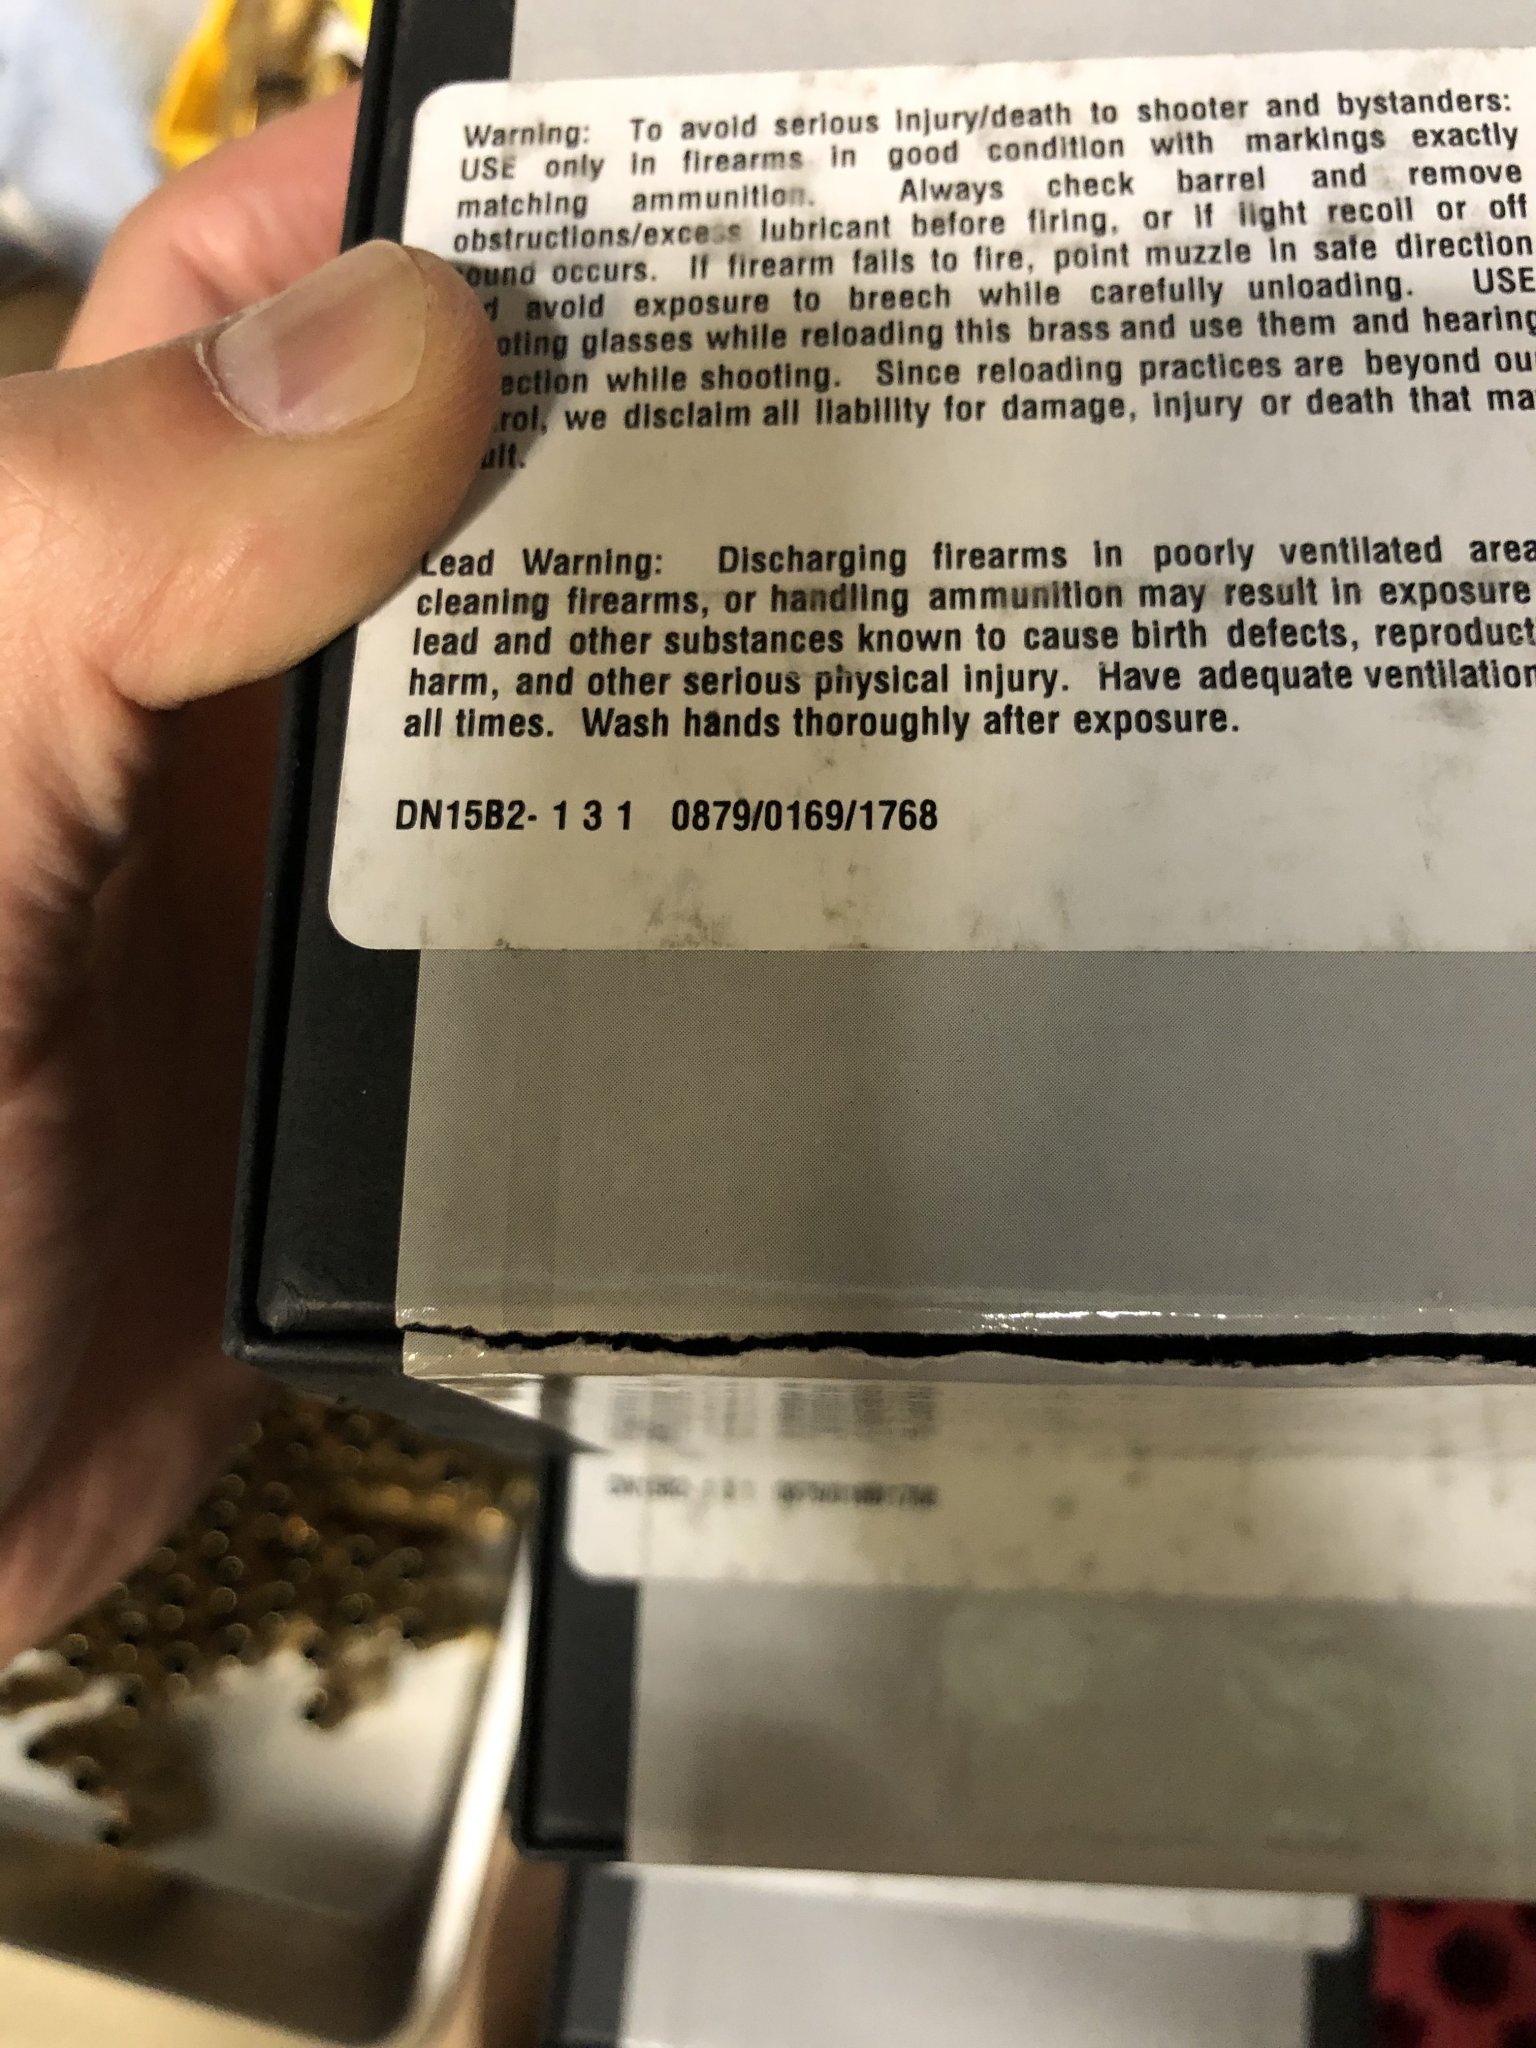 Warning: To avoid serious injury/death to shooter and bystanders:
USE only in firearms in good condition with markings exactly
matching ammunition. Always check barrel and remove
obstructions/excess lubricant before firing, or if light recoil or off
ound occurs. If firearm fails to fire, point muzzle in safe direction
d avoid exposure to breech while carefully unloading. USE
oting glasses while reloading this brass and use them and hearing
ection while shooting. Since reloading practices are beyond ou
rol, we disclaim all liability for damage, injury or death that ma
ult.
Lead Warning: Discharging firearms in poorly ventilated area
cleaning firearms, or handling ammunition may result in exposure
lead and other substances known to cause birth defects, reproduct
harm, and other serious physical injury. Have adequate ventilation
all times. Wash hands thoroughly after exposure.
DN15B2- 1 3 1 0879/0169/1768